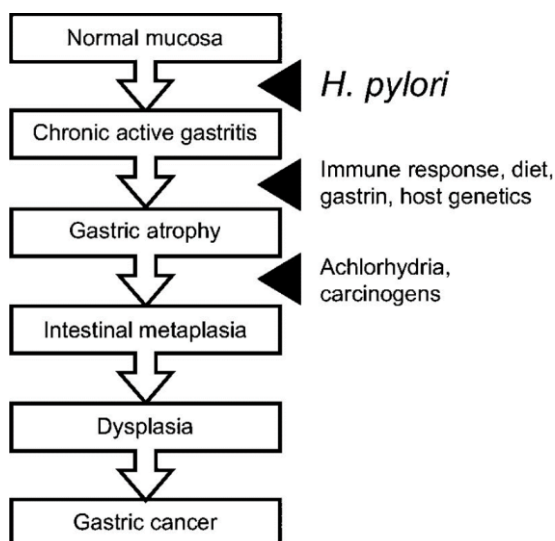 Normal mucosa
H. pylori
Chronic active gastritis
Immune response, diet,
gastrin, host genetics
Gastric atrophy
Achlorhydria,
carcinogens
Intestinal metaplasia
Dysplasia
Gastric cancer